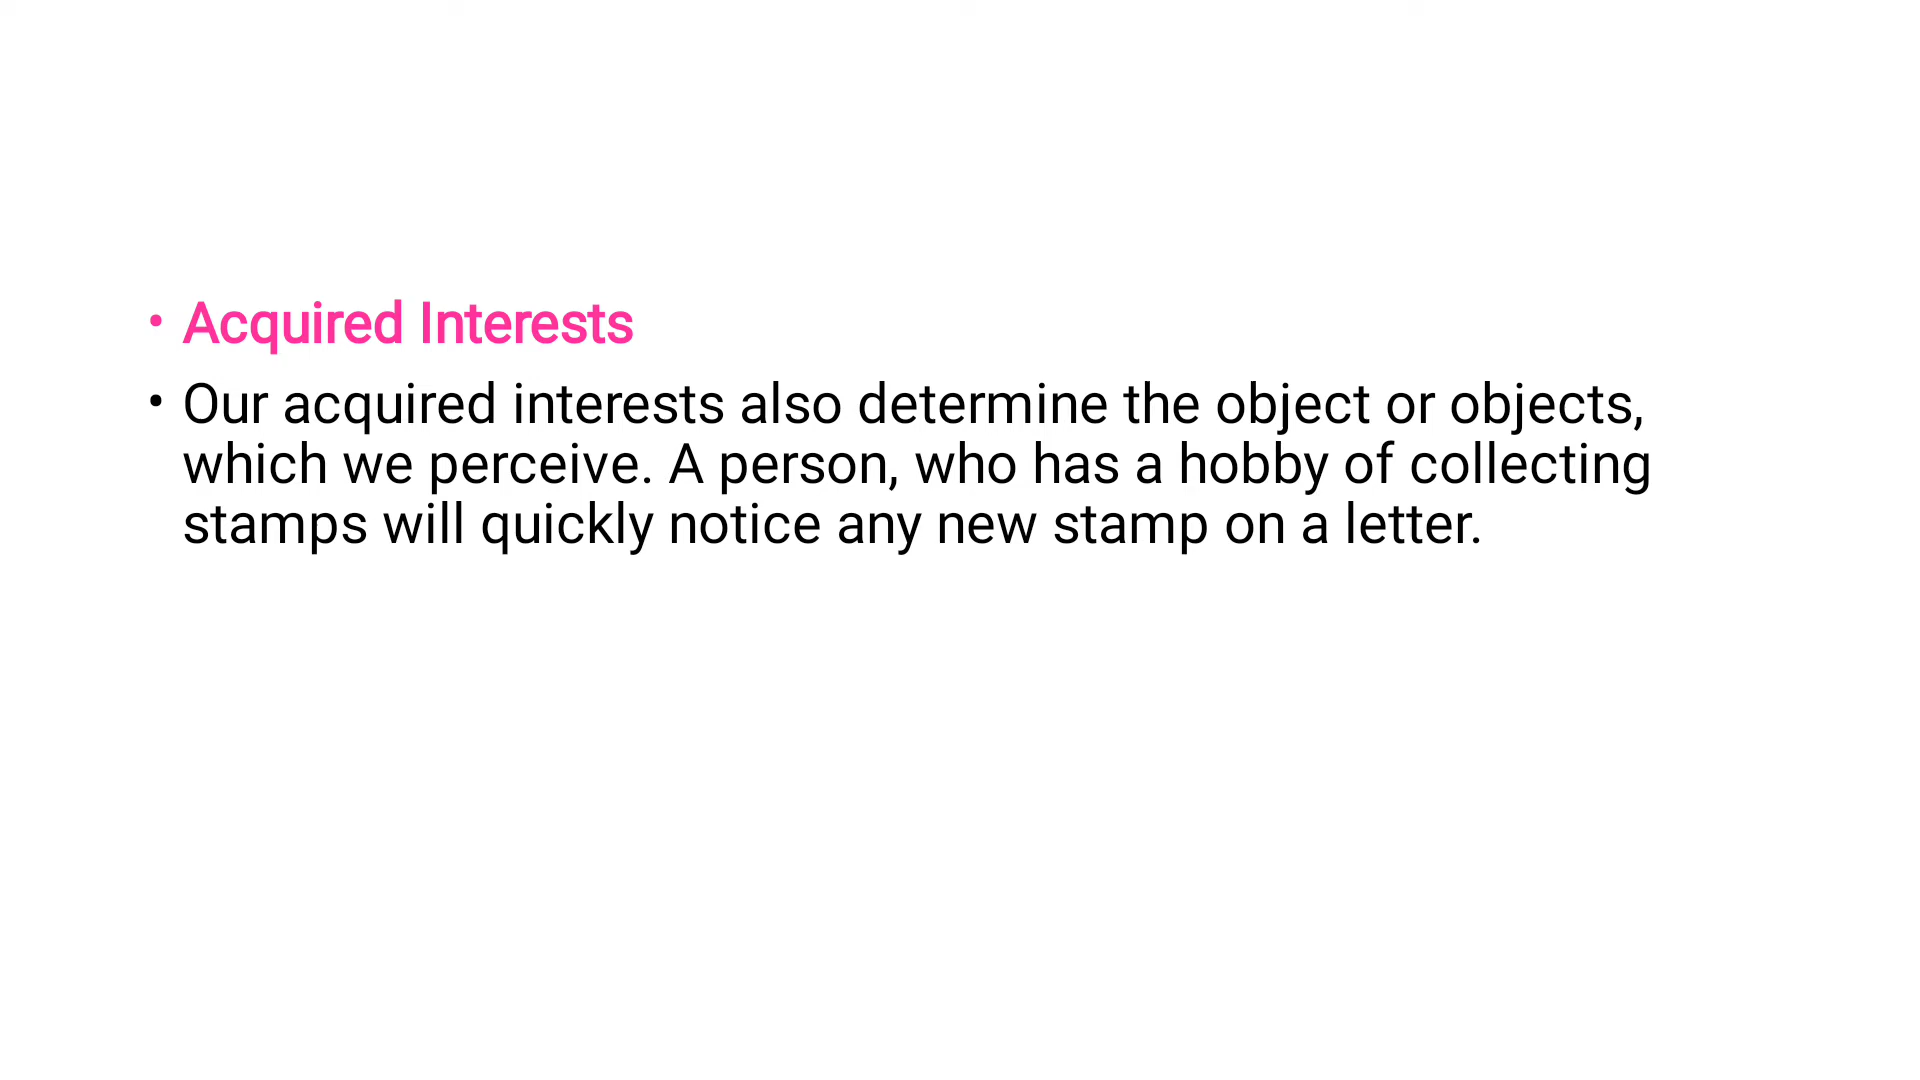 • Acquired Interests
• Our acquired interests also determine the object or objects,
which we perceive. A person, who has a hobby of collecting
stamps will quickly notice any new stamp on a letter.